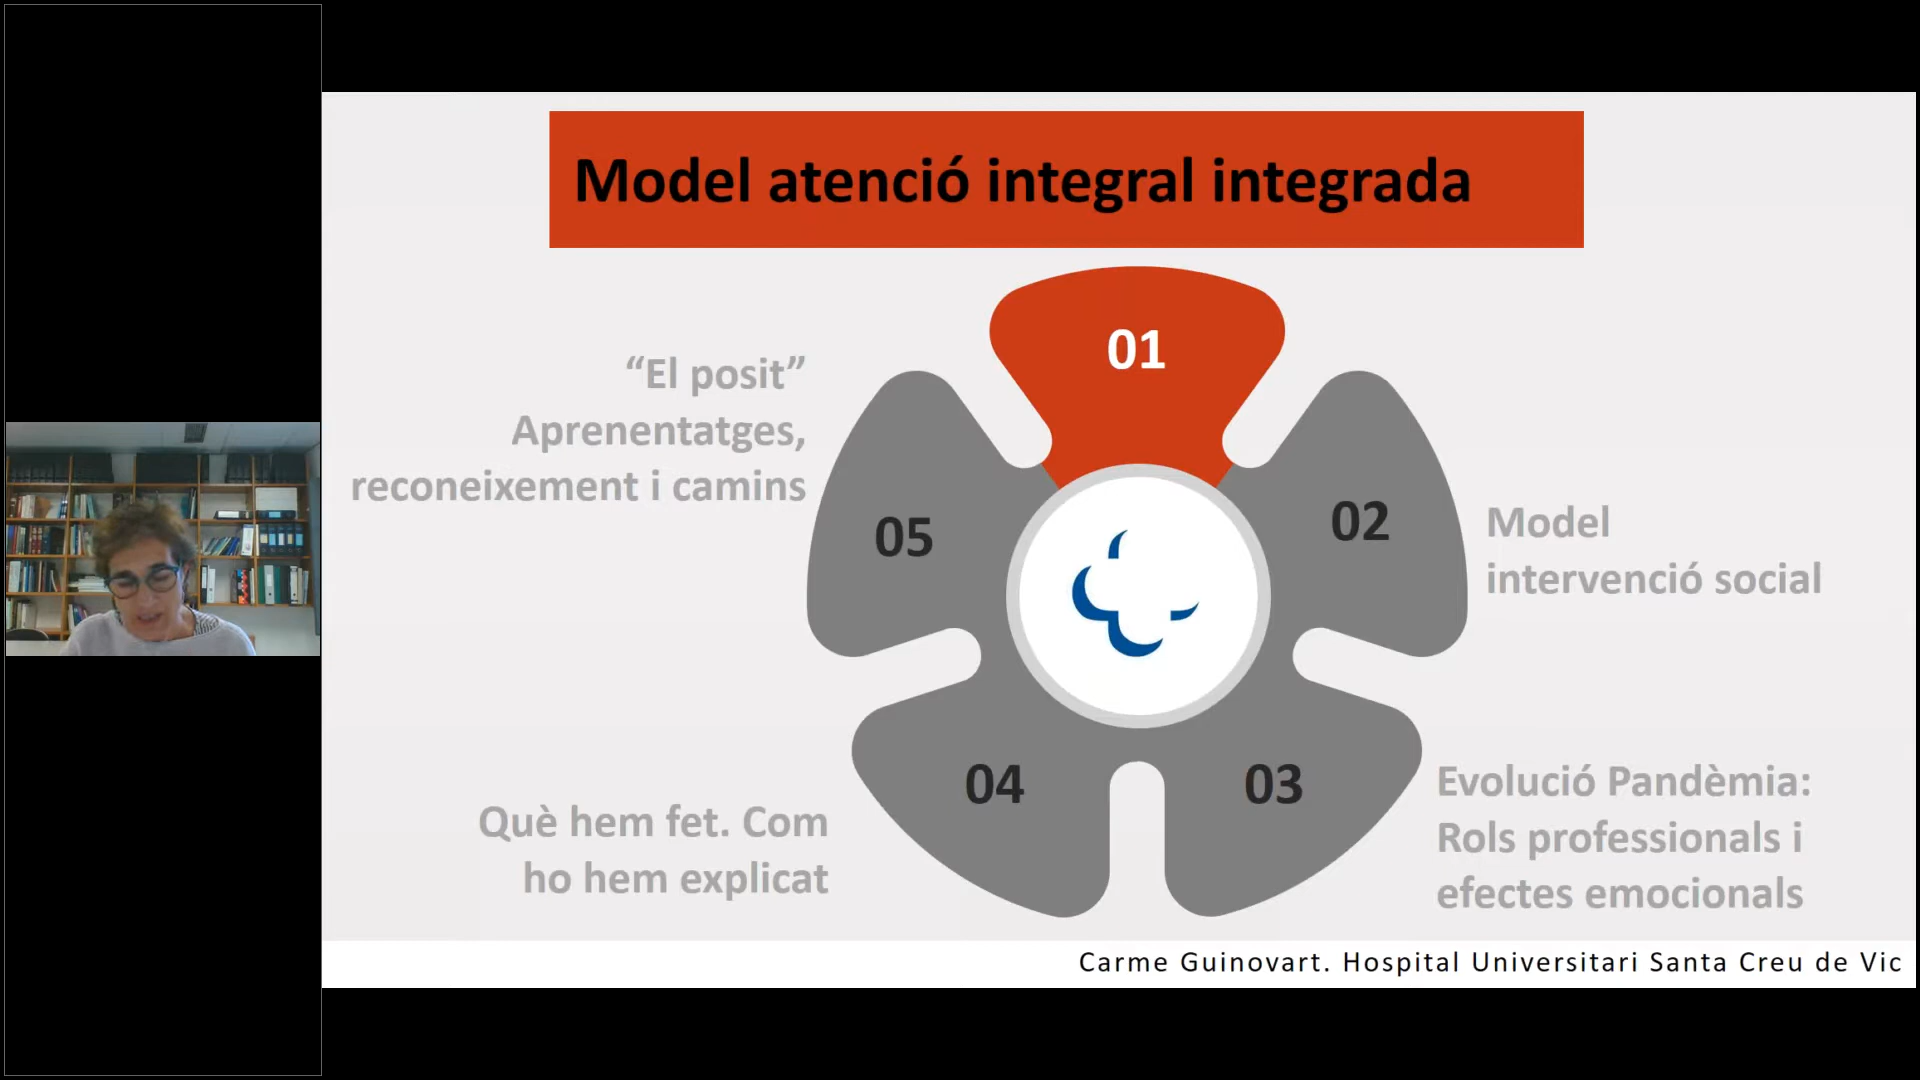 Model atenció integral integrada
01
"El posit"
Aprenentatges,
reconeixement i camins
05
02
Model
intervenció social
04
03
Què hem fet. Com
ho hem explicat
Evolució Pandèmia:
Rols professionals i
efectes emocionals
Carme Guinovart. Hospital Universitari Santa Creu de Vic